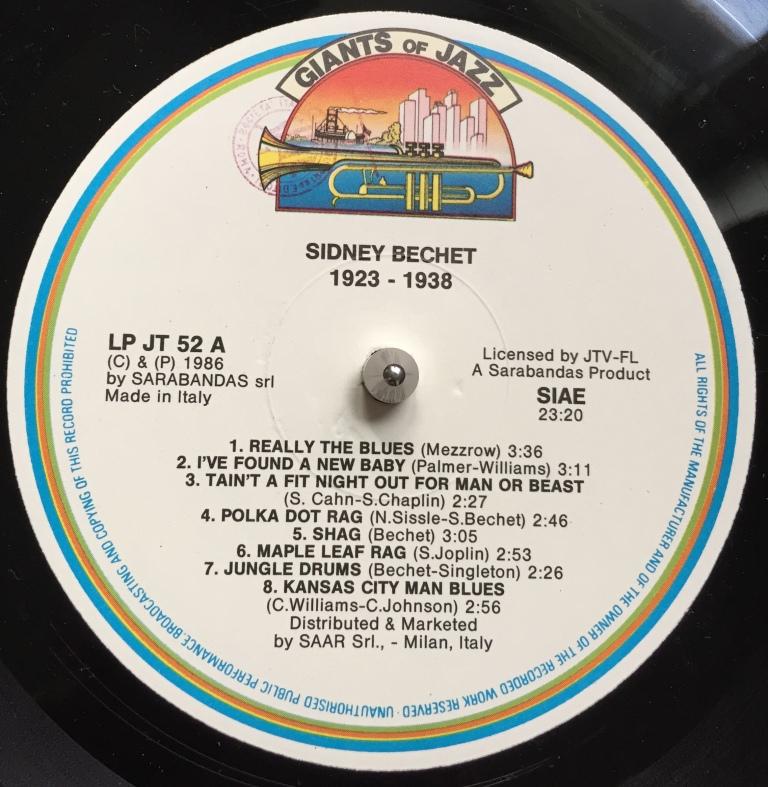 GIANTS OF JAZZ
SIDNEY BECHET
1923 - 1938
LP JT 52 A
(C) & (P) 1986
by SARABANDAS srl
Made in Italy
Licensed by JTV-FL
A Sarabandas Product
SIAE
23:20
1. REALLY THE BLUES (Mezzrow) 3:36
2. I'VE FOUND A NEW BABY (Palmer-Williams) 3:11
3. TAIN'T A FIT NIGHT OUT FOR MAN OR BEAST
(S. Cahn-S.Chaplin) 2:27
4. POLKA DOT RAG (N.Sissle-S.Bechet) 2:46
5. SHAG (Bechet) 3:05
6. MAPLE LEAF RAG (S.Joplin) 2:53
7. JUNGLE DRUMS (Bechet-Singleton) 2:26
8. KANSAS CITY MAN BLUES
(C.Williams-C.Johnson) 2:56
Distributed & Marketed
by SAAR Srl., - Milan, Italy
ALL RIGHTS OF THE MANUFACTURER AND OF THE OWNER OF THE RECORDED WORK RESERVED · UNAUTHORISED PUBLIC PERFORMANCE BROADCASTING AND COPYING OF THIS RECORD PROHIBITED